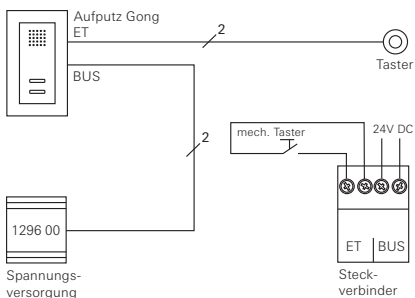 Aufputz Gong
ET
2
BUS
Taster
2
mech. Taster
24V DC
1296 00
ET
BUS
Spannungs-
versorgung
Steck-
verbinder